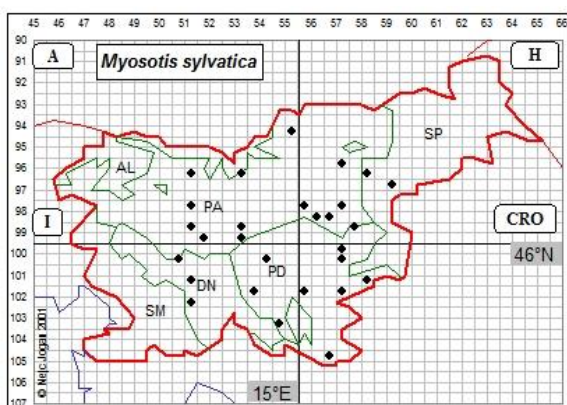 45 46 47 48 49 50 51 52 53 54 55 56 57 58 59 60 61 62 63 64 65 66
90
A
Myosotis sylvatica
H
91
92
93
94
SP
95
AL
96
97
PA
98
I
CRO
99
46°N
100
PD
101
DN
102
SM
103
104
105
106
15°E
107
© Nejc Jogan 2001